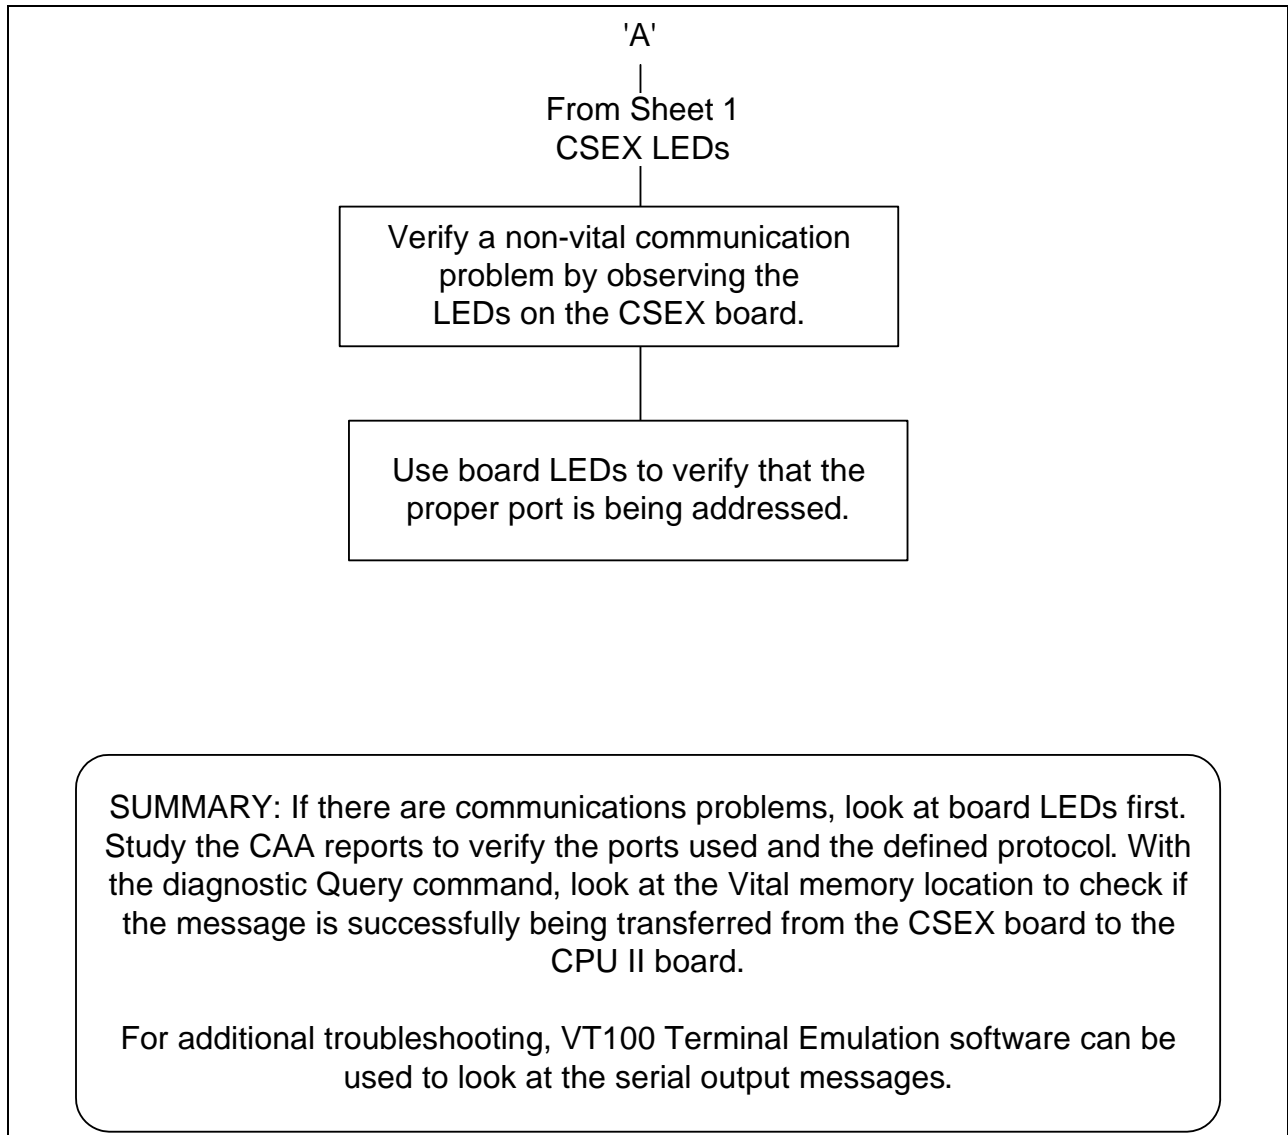 'A'
From Sheet 1
CSEX LEDs
Verify a non-vital communication
problem by observing the
LEDs on the CSEX board.
Use board LEDs to verify that the
proper port is being addressed.
SUMMARY: If there are communications problems, look at board LEDs first.
Study the CAA reports to verify the ports used and the defined protocol. With
the diagnostic Query command, look at the Vital memory location to check if
the message is successfully being transferred from the CSEX board to the
CPU II board.
For additional troubleshooting, VT100 Terminal Emulation software can be
used to look at the serial output messages.